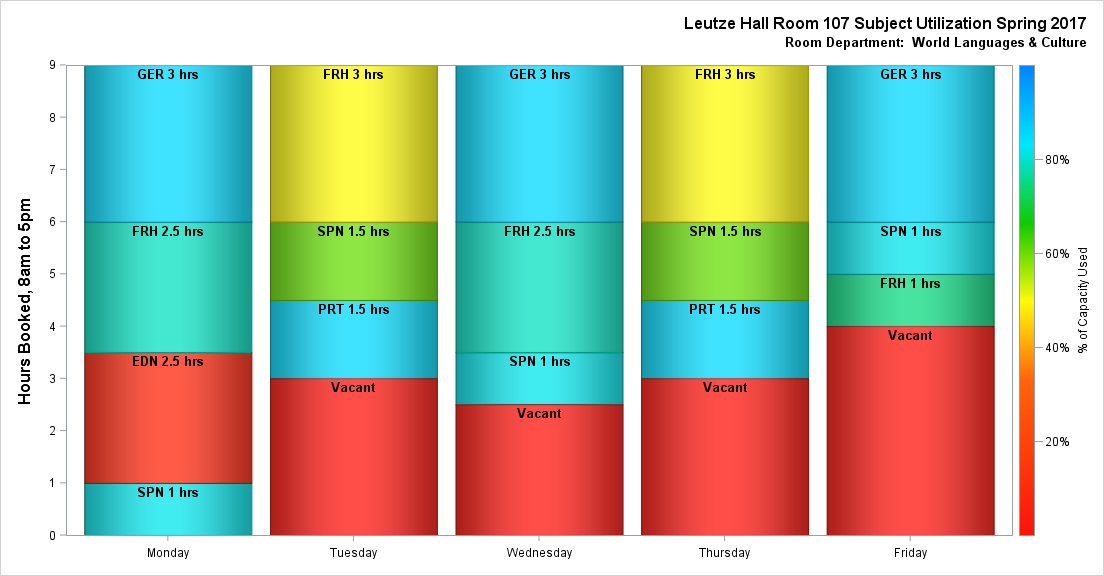 Leutze Hall Room 107 Subject Utilization Spring 2017
Room Department: World Languages & Culture
Hours Booked, 8am to 5pm
9
8
7
6
5
4
3
2
1
0
GER 3 hrs
FRH 2.5 hrs
EDN 2.5 hrs
SPN 1 hrs
Monday
FRH 3 hrs
SPN 1.5 hrs
PRT 1.5 hrs
Vacant
Tuesday
GER 3 hrs
FRH 2.5 hrs
SPN 1 hrs
Vacant
Wednesday
FRH 3 hrs
SPN 1.5 hrs
PRT 1.5 hrs
Vacant
Thursday
GER 3 hrs
SPN 1 hrs
FRH 1 hrs
Vacant
Friday
80%
60%
40%
20%
% of Capacity Used